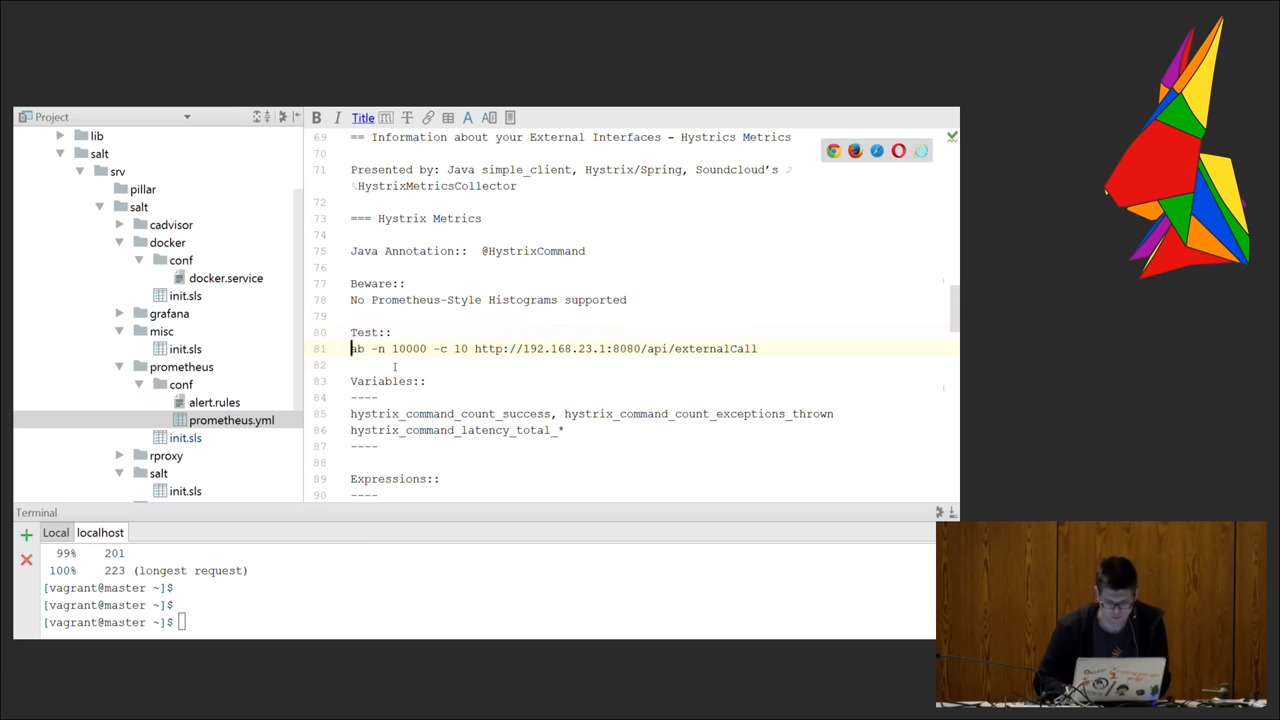 Project
lib
salt
srv
pillar
salt
cadvisor
docker
conf
docker.service
init.sls
grafana
misc
init.sls
prometheus
conf
alert.rules
prometheus.yml
init.sls
rproxy
salt
init.sls
B I Title m T A A
69 == Information about your External Interfaces - Hystrics Metrics
70
71 Presented by: Java simple_client, Hystrix/Spring, Soundcloud’s
HystrixMetricsCollector
72
73 === Hystrix Metrics
74
75 Java Annotation:: @HystrixCommand
76
77 Beware::
78 No Prometheus-Style Histograms supported
79
80 Test::
81 ab -n 10000 -c 10 http://192.168.23.1:8080/api/externalCall
82
83 Variables::
84 ----
85 hystrix_command_count_success, hystrix_command_count_exceptions_thrown
86 hystrix_command_latency_total_*
87 ----
88
89 Expressions::
90 ----
Terminal
Local localhost
99% 201
100% 223 (longest request)
[vagrant@master ~]$
[vagrant@master ~]$
[vagrant@master ~]$